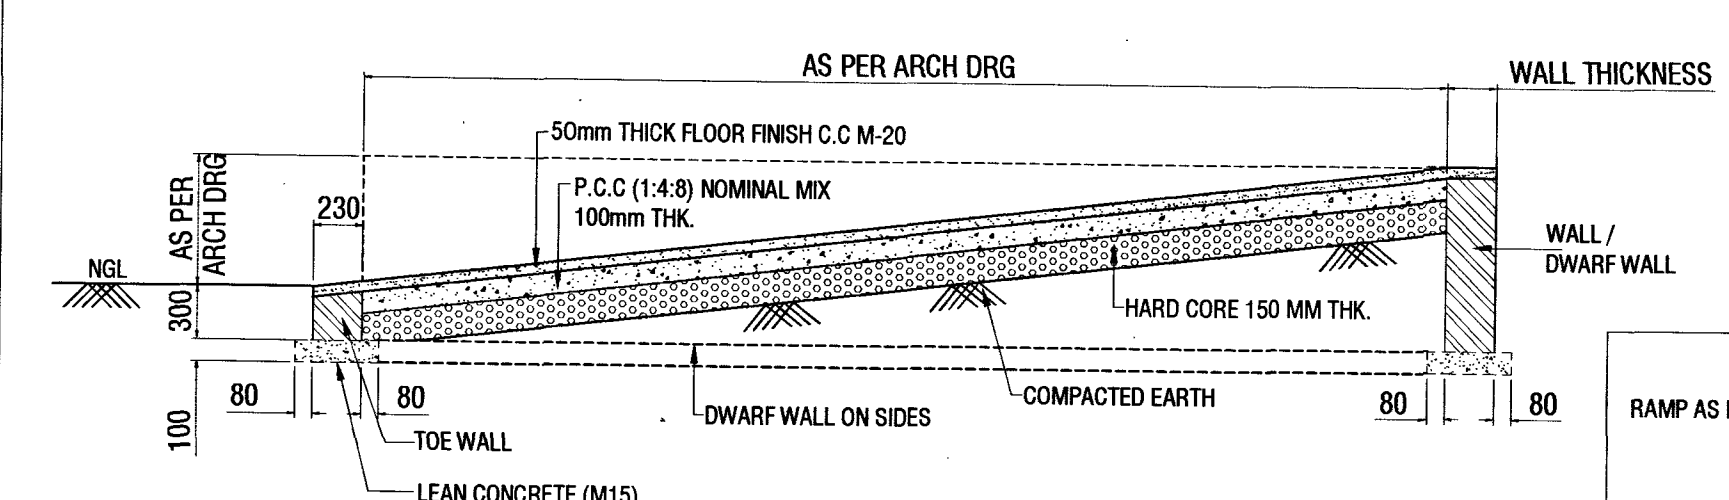 AS PER ARCH DRG
WALL THICKNESS
50mm THICK FLOOR FINISH C.C M-20
AS PER
ARCH DRG
P.C.C (1:4:8) NOMINAL MIX
100mm THK.
230
WALL /
DWARF WALL
NGL
300
HARD CORE 150 MM THK.
80
80
COMPACTED EARTH
80
80
RAMP AS
DWARF WALL ON SIDES
100
TOE WALL
LEAN CONCRETE (M15)